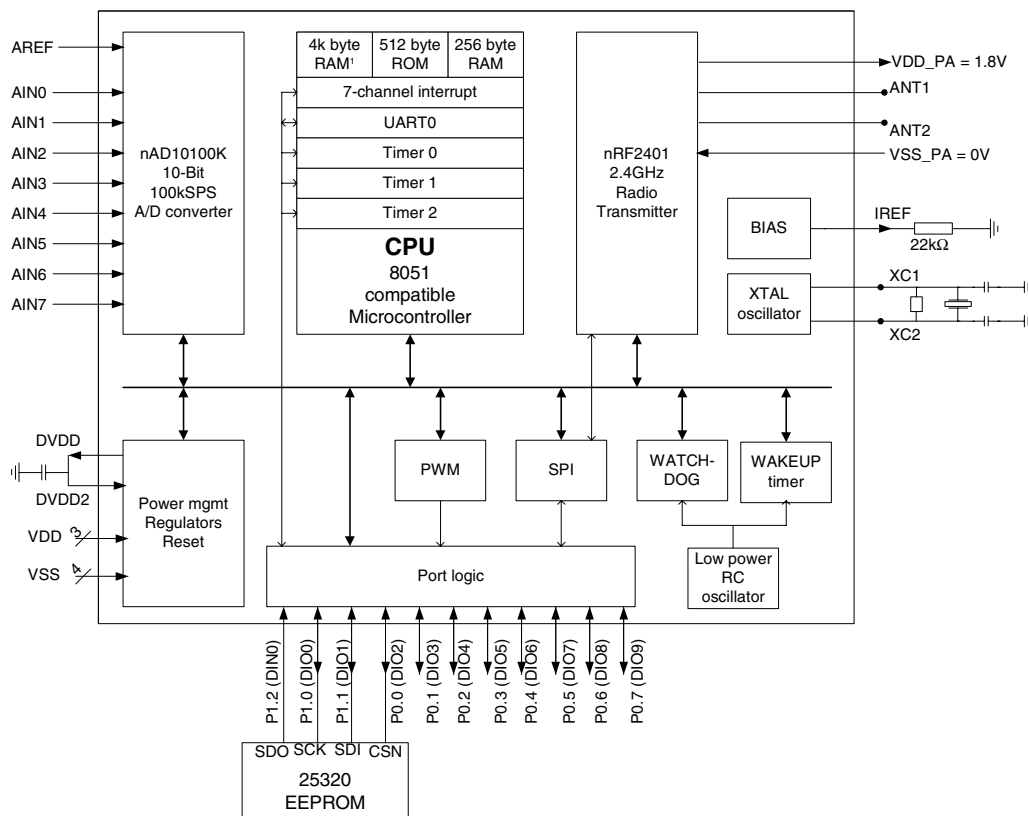 AREF
AIN0
AIN1
AIN2
AIN3
AIN4
AIN5
AIN6
AIN7
nAD10100K
10-Bit
100kSPS
A/D converter
4k byte
RAM¹
512 byte
ROM
256 byte
RAM
7-channel interrupt
UART0
Timer 0
Timer 1
Timer 2
CPU
8051
compatible
Microcontroller
nRF2401
2.4GHz
Radio
Transmitter
VDD_PA = 1.8V
ANT1
ANT2
VSS_PA = 0V
BIAS
IREF
22kΩ
XTAL
oscillator
XC1
XC2
DVDD
DVDD2
VDD
3
VSS
4
Power mgmt
Regulators
Reset
PWM
SPI
WATCH-
DOG
WAKEUP
timer
Low power
RC
oscillator
Port logic
P1.2 (DIN0)
P1.0 (DIO0)
P1.1 (DIO1)
P0.0 (DIO2)
P0.1 (DIO3)
P0.2 (DIO4)
P0.3 (DIO5)
P0.4 (DIO6)
P0.5 (DIO7)
P0.6 (DIO8)
P0.7 (DIO9)
SDO
SCK
SDI
CSN
25320
EEPROM